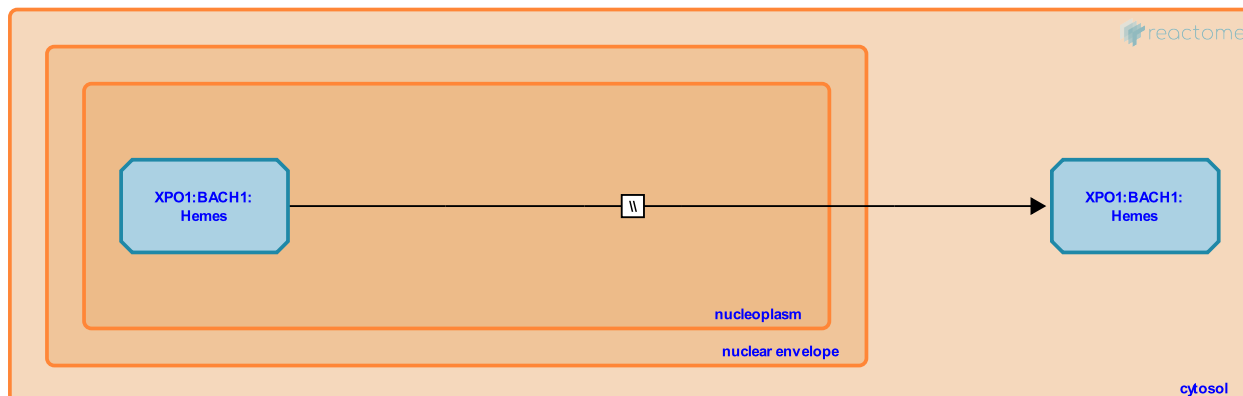 reactome
XPO1:BACH1:
Hemes
\\
XPO1:BACH1:
Hemes
nucleoplasm
nuclear envelope
cytosol